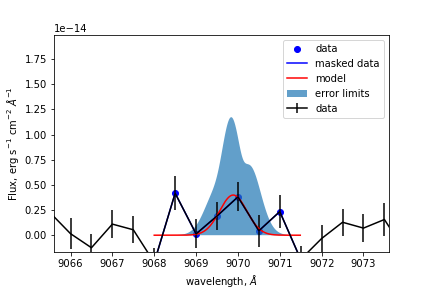 1e−14
data
masked data
model
error limits
data
1.75
1.50
1.25
1.00
0.75
0.50
0.25
0.00
Flux, erg s⁻¹ cm⁻² Å⁻¹
9066 9067 9068 9069 9070 9071 9072 9073
wavelength, Å